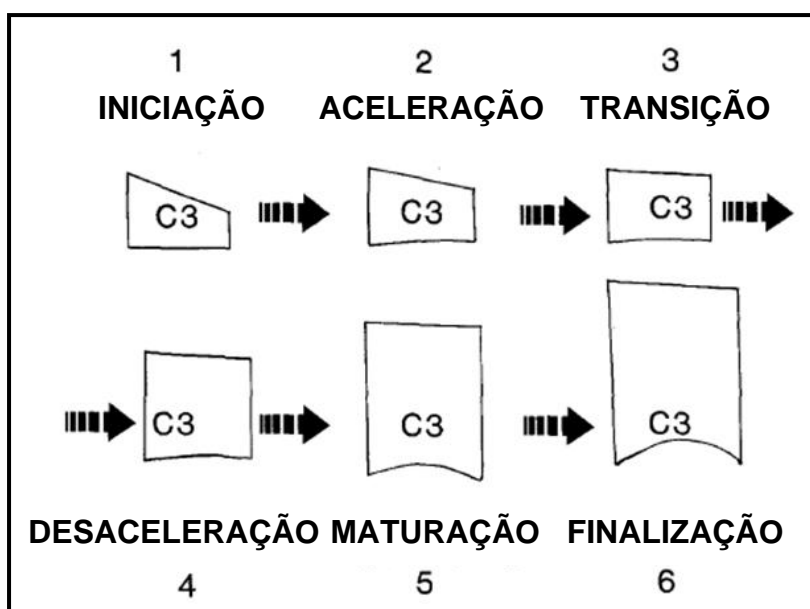 1 2 3
INICIAÇÃO ACELERAÇÃO TRANSIÇÃO
C3 C3 C3
C3 C3 C3
DESACELERAÇÃO MATURAÇÃO FINALIZAÇÃO
4 5 6